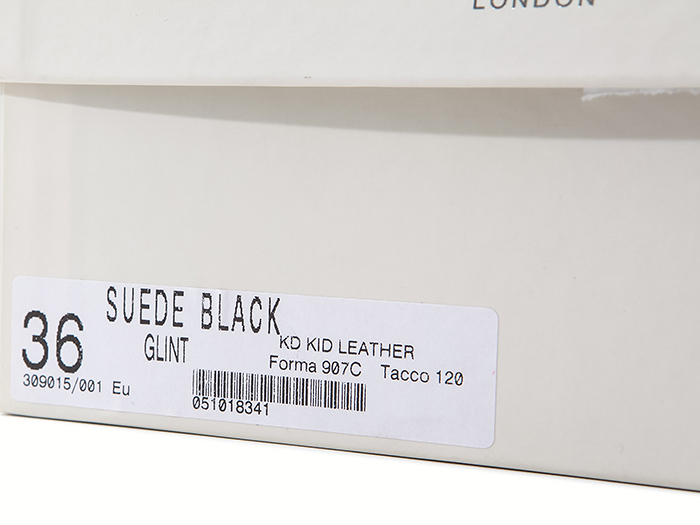 LONDON
36
SUEDE BLACK
GLINT
KD KID LEATHER
Forma 907C Tacco 120
309015/001 Eu
051018341